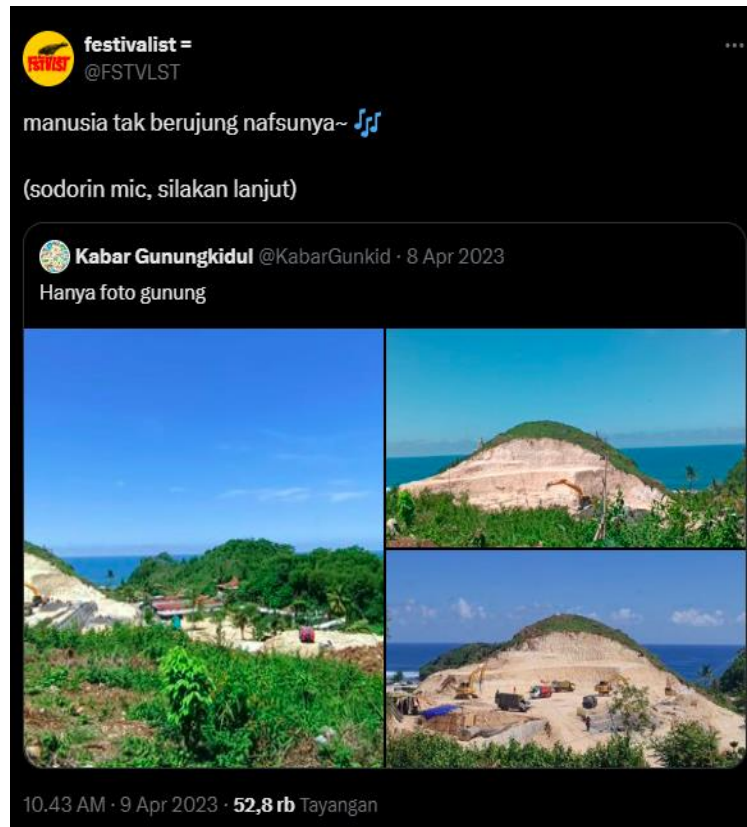 festivalist =
@FSTVLST
manusia tak berujung nafsunya~ 🎶
(sodorin mic, silakan lanjut)
Kabar Gunungkidul @KabarGunkid · 8 Apr 2023
Hanya foto gunung
10.43 AM · 9 Apr 2023 · 52,8 rb Tayangan
FSTVLST